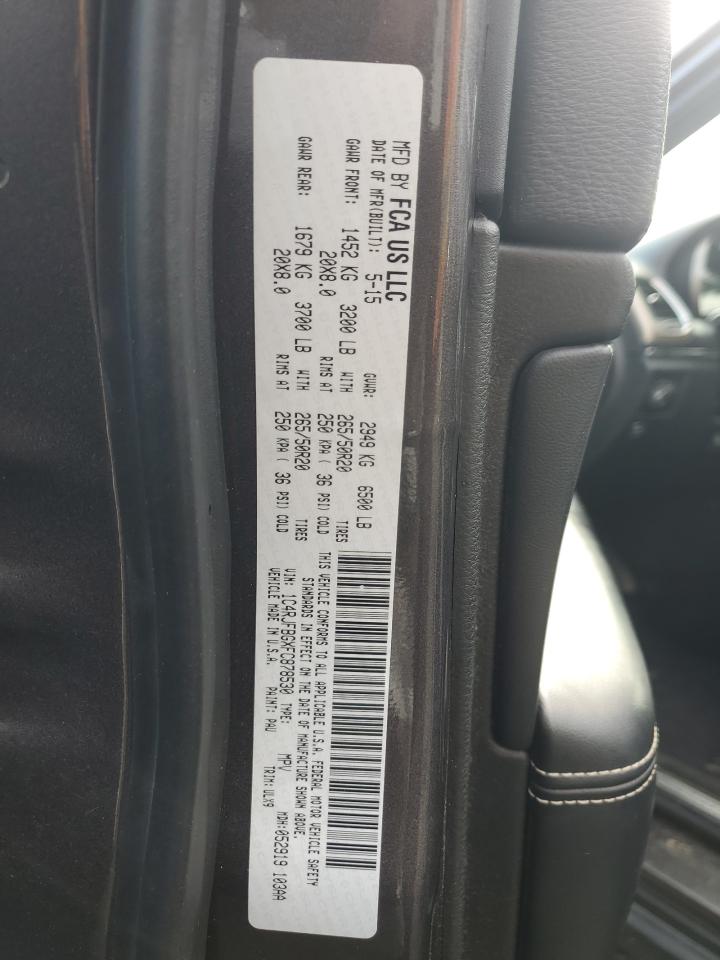 MFD BY FCA US LLC
DATE OF MFR(BUILT): 5-15 GVWR: 2949 KG 6500 LB
GAWR FRONT: 1452 KG 3200 LB WITH 265/50R20 TIRES
20X8.0 RIMS AT 250 KPA ( 36 PSI) COLD
GAWR REAR: 1679 KG 3700 LB WITH 265/50R20 TIRES
20X8.0 RIMS AT 250 KPA ( 36 PSI) COLD
THIS VEHICLE CONFORMS TO ALL APPLICABLE U.S.A. FEDERAL MOTOR VEHICLE SAFETY
STANDARDS IN EFFECT ON THE DATE OF MANUFACTURE SHOWN ABOVE.
VIN: 1C4RJFBGXFC878530 TYPE: MPV MDH:052919 103AA
VEHICLE MADE IN U.S.A. PAINT: PAU TRIM:ULX9